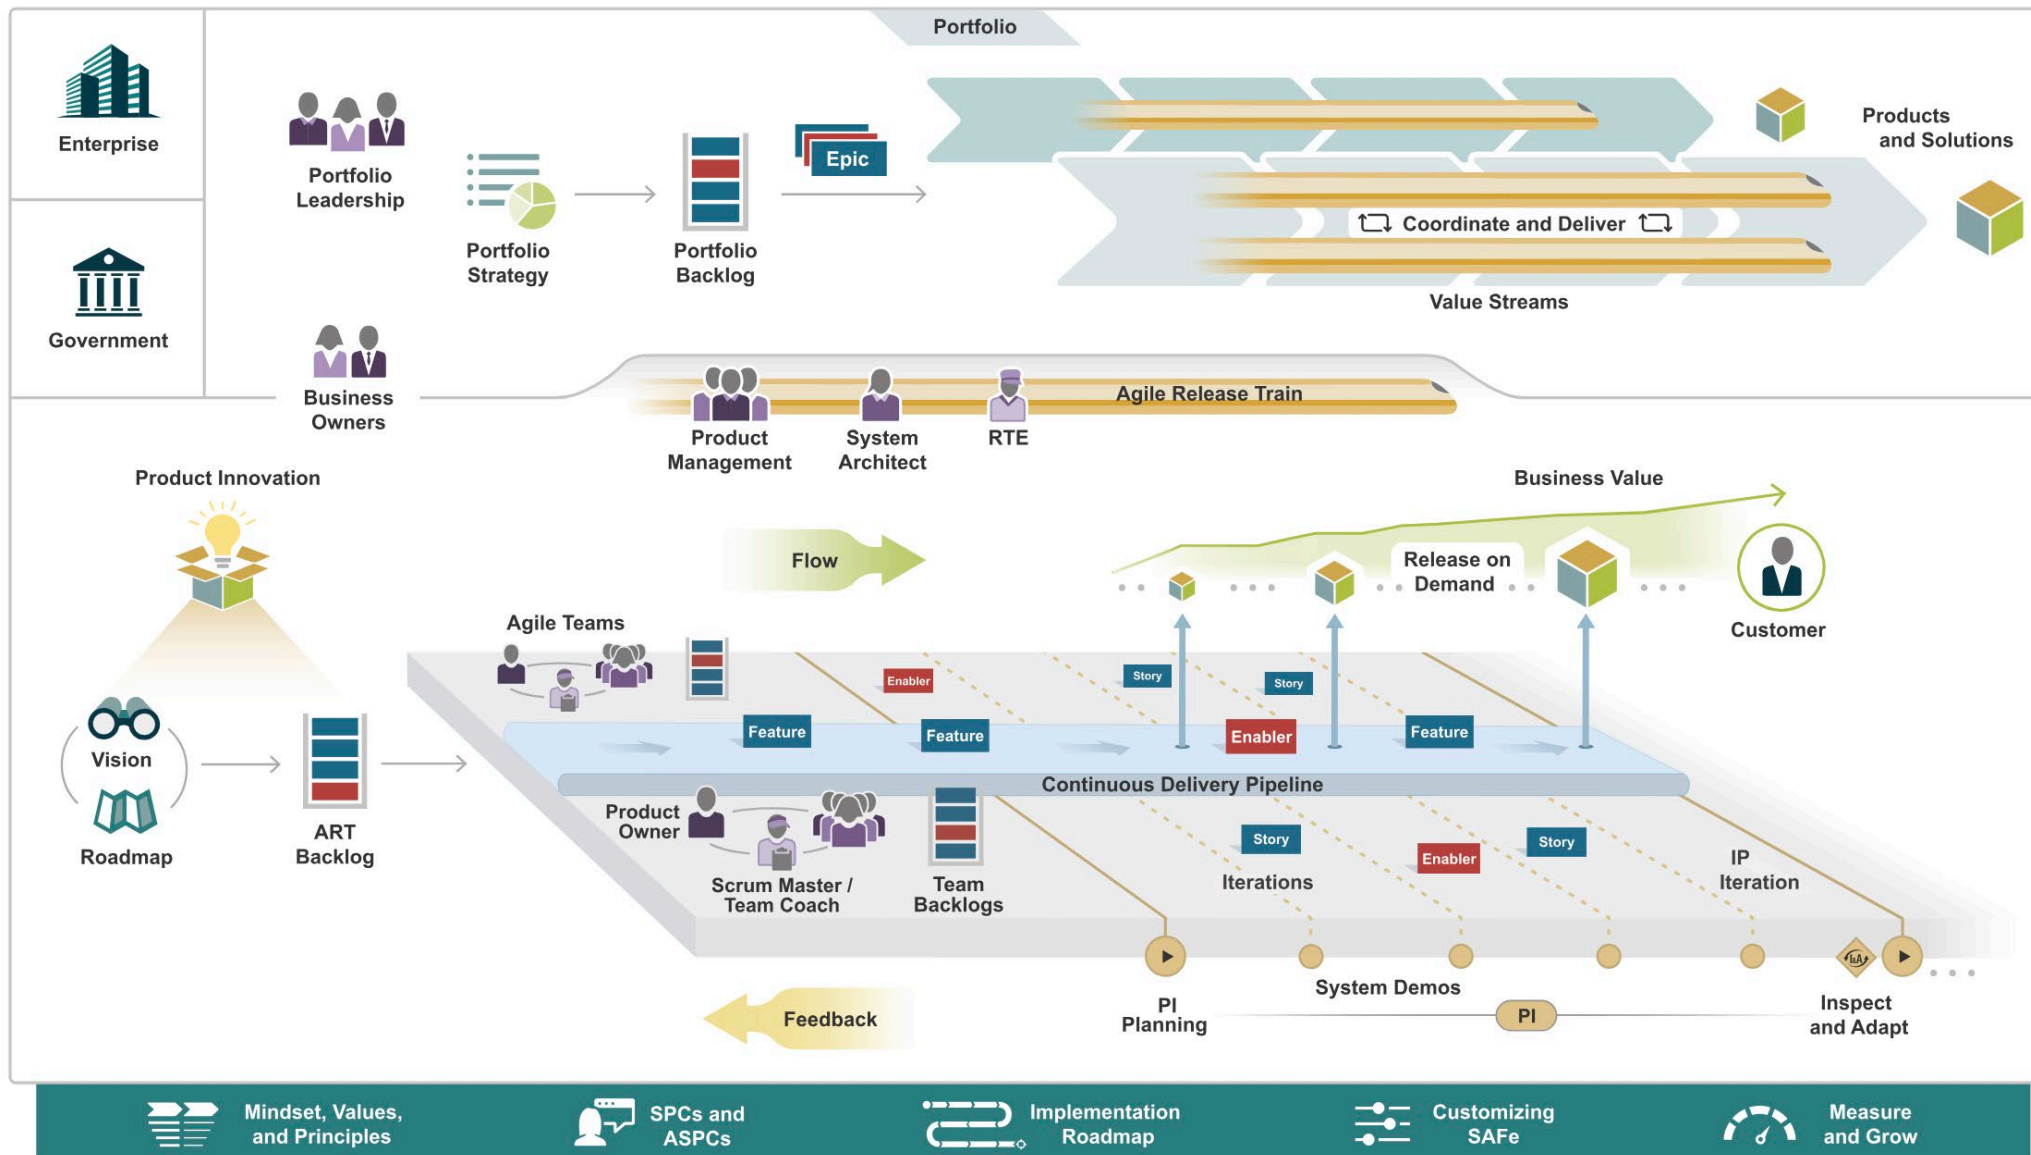 Portfolio
Enterprise
Government
Portfolio
Leadership
Portfolio
Strategy
Portfolio
Backlog
Epic
Products
and Solutions
Coordinate and Deliver
Value Streams
Business
Owners
Agile Release Train
Product
Management
System
Architect
RTE
Product Innovation
Business Value
Flow
Release on
Demand
Customer
Agile Teams
Enabler
Story
Story
Vision
Feature
Feature
Enabler
Feature
Continuous Delivery Pipeline
Roadmap
ART
Backlog
Product
Owner
Scrum Master /
Team Coach
Team
Backlogs
Story
Iterations
Enabler
Story
IP
Iteration
I&A
System Demos
PI
Planning
PI
Inspect
and Adapt
Feedback
Mindset, Values,
and Principles
SPCs and
ASPCs
Implementation
Roadmap
Customizing
SAFe
Measure
and Grow